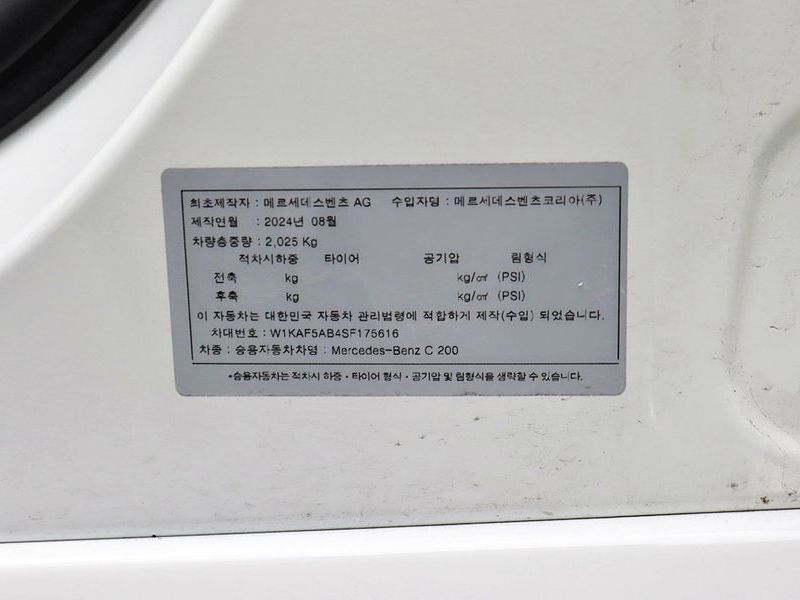 최초제작자 : 메르세데스벤츠 AG 수입자명 : 메르세데스벤츠코리아(주)
제작연월 : 2024년 08월
차량총중량 : 2,025 Kg
적차시하중 타이어 공기압 림형식
전축 kg kg/㎠ (PSI)
후축 kg kg/㎠ (PSI)
이 자동차는 대한민국 자동차 관리법령에 적합하게 제작(수입) 되었습니다.
차대번호 : W1KAF5AB4SF175616
차종 : 승용자동차차명 : Mercedes-Benz C 200
*승용자동차는 적차시 하중 · 타이어 형식 · 공기압 및 림형식을 생략할 수 있습니다.